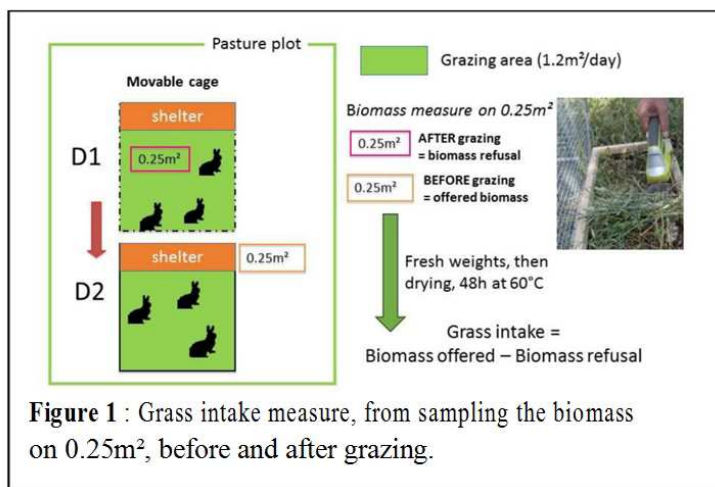 Pasture plot
Movable cage
shelter
D1
0.25m²
shelter
0.25m²
D2
Grazing area (1.2m²/day)
Biomass measure on 0.25m²
0.25m²
AFTER grazing
= biomass refusal
0.25m²
BEFORE grazing
= offered biomass
Fresh weights, then
drying, 48h at 60°C
Grass intake =
Biomass offered – Biomass refusal
Figure 1 : Grass intake measure, from sampling the biomass
on 0.25m², before and after grazing.